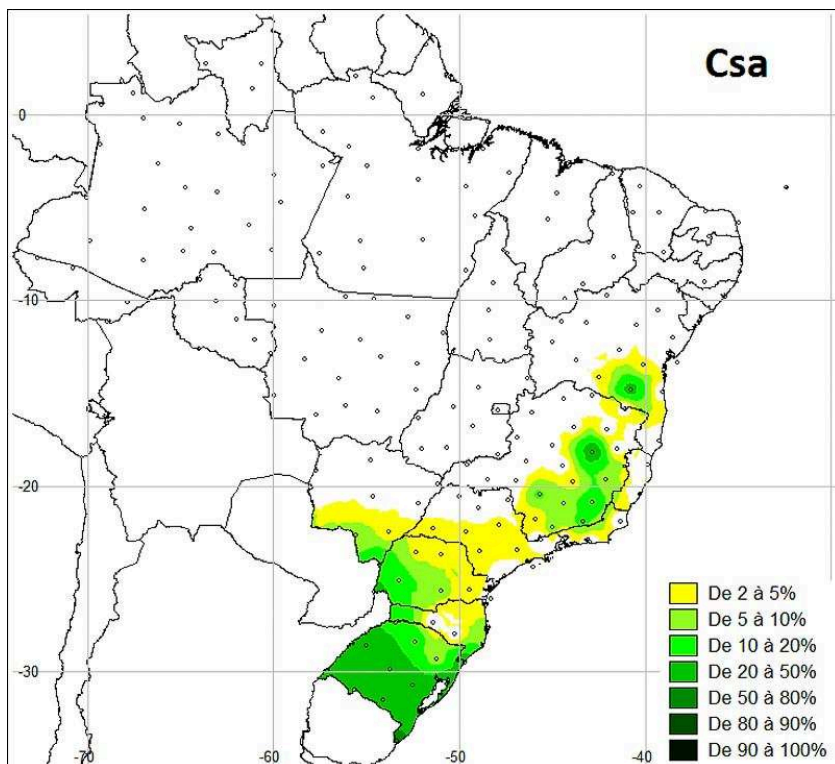 Csa
0
-10
-20
-30
-70
-60
-50
-40
De 2 à 5%
De 5 à 10%
De 10 à 20%
De 20 à 50%
De 50 à 80%
De 80 à 90%
De 90 à 100%